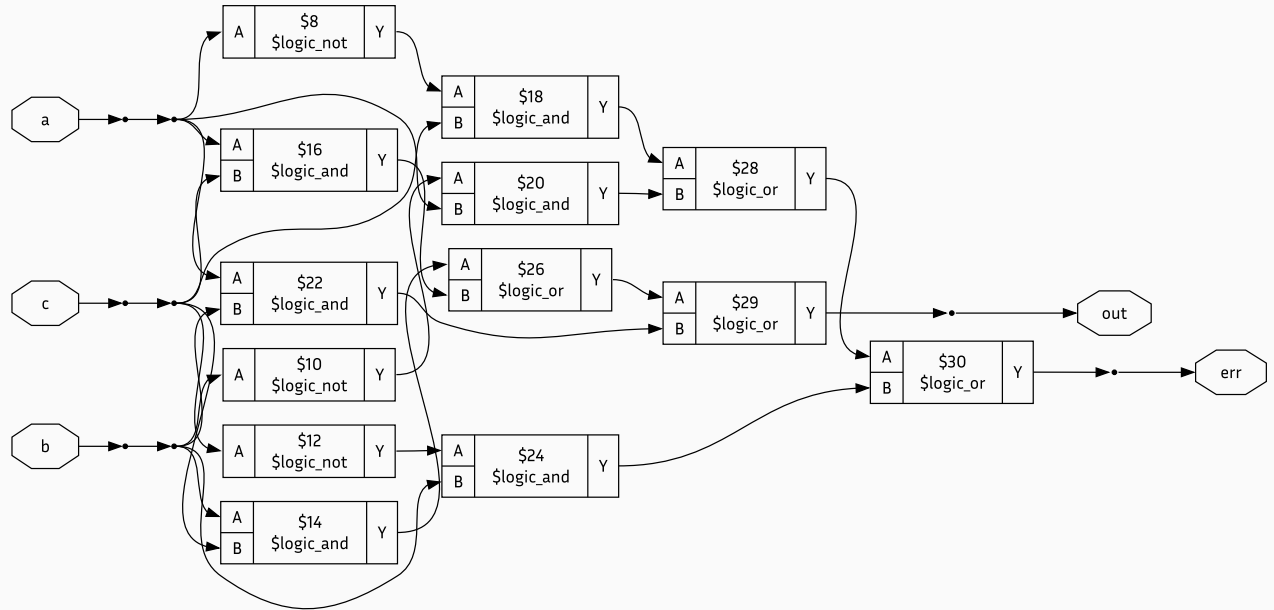 A
$8
$logic_not
Y
a
A
B
$16
$logic_and
Y
A
B
$18
$logic_and
Y
A
B
$20
$logic_and
Y
A
B
$28
$logic_or
Y
c
A
B
$22
$logic_and
Y
A
B
$26
$logic_or
Y
A
B
$29
$logic_or
Y
out
A
$10
$logic_not
Y
A
B
$30
$logic_or
Y
err
b
A
$12
$logic_not
Y
A
B
$24
$logic_and
Y
A
B
$14
$logic_and
Y